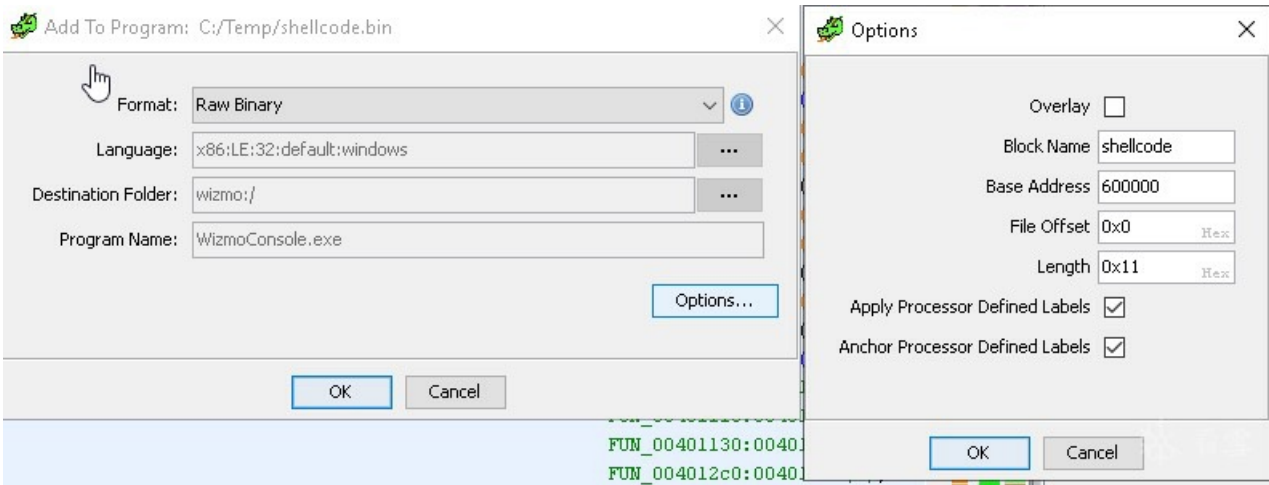 Add To Program: C:/Temp/shellcode.bin
Format: Raw Binary
Language: x86:LE:32:default:windows ...
Destination Folder: wizmo:/ ...
Program Name: WizmoConsole.exe
Options...
OK Cancel
FUN_00401130:0040
FUN_004012c0:0040
Options
Overlay
Block Name shellcode
Base Address 600000
File Offset 0x0 Hex
Length 0x11 Hex
Apply Processor Defined Labels
Anchor Processor Defined Labels
OK Cancel